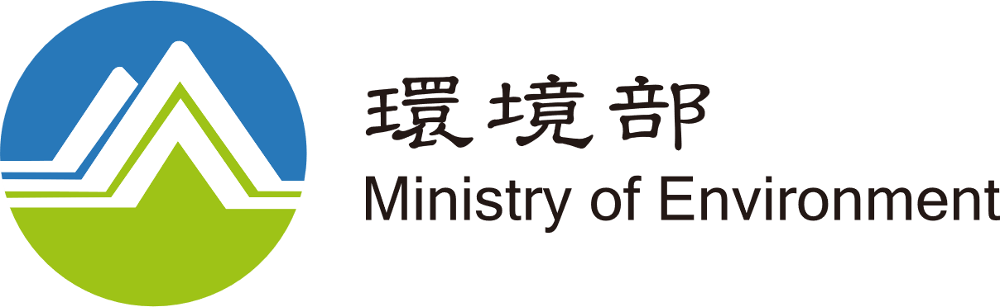 環境部
Ministry of Environment